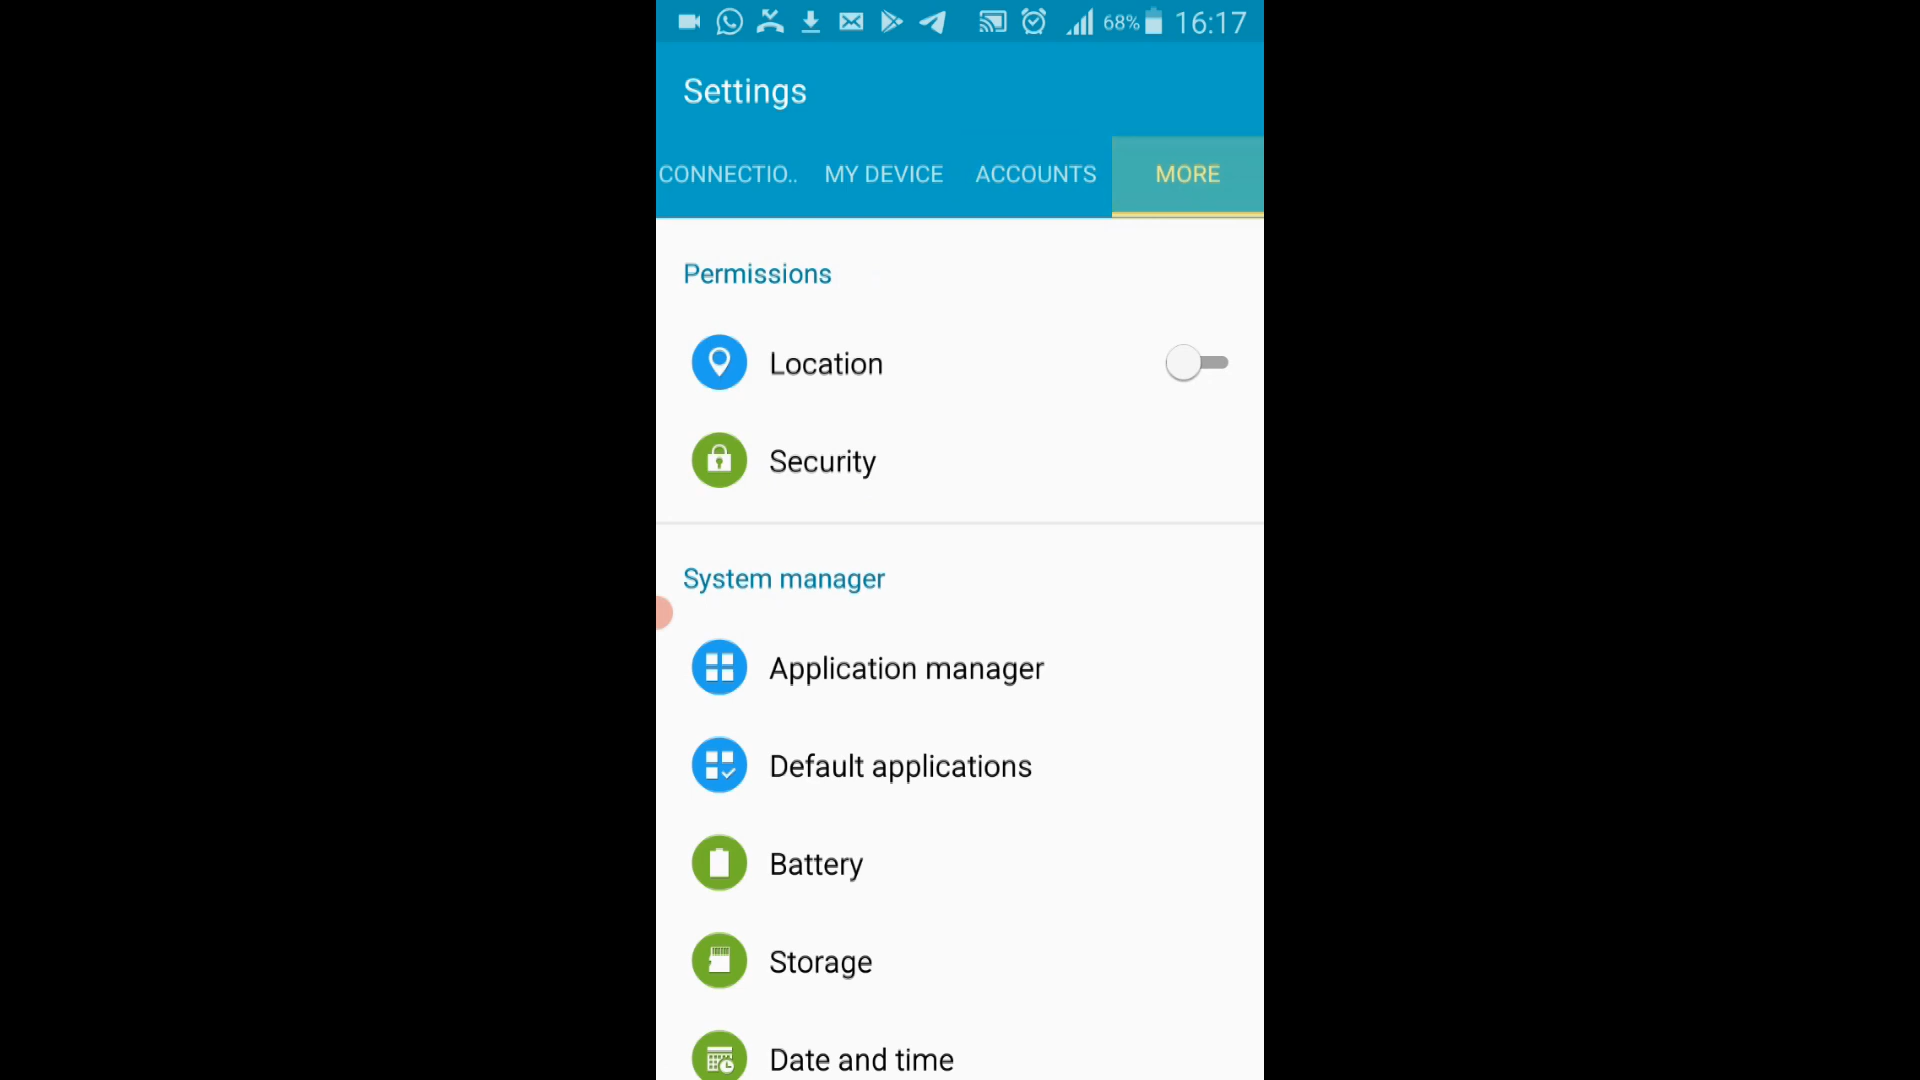 68% 16:17
Settings
CONNECTIO.. MY DEVICE ACCOUNTS MORE
Permissions
Location
Security
System manager
Application manager
Default applications
Battery
Storage
Date and time